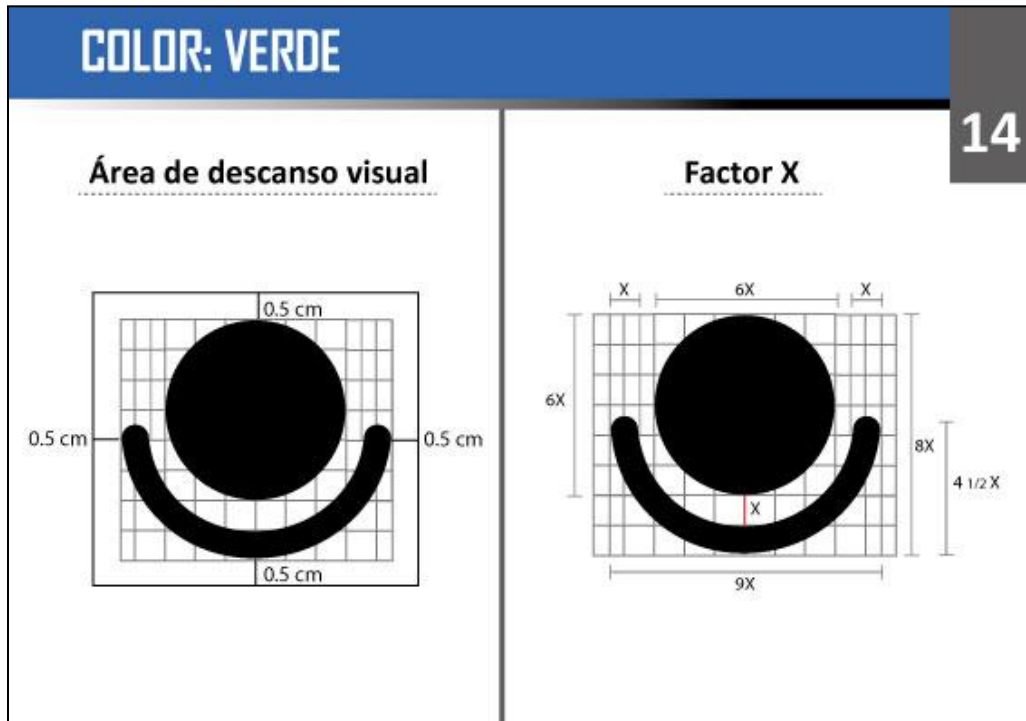 COLOR: VERDE
14
Área de descanso visual
0.5 cm
0.5 cm
0.5 cm
0.5 cm
Factor X
X
6X
X
6X
8X
4 1/2 X
X
9X